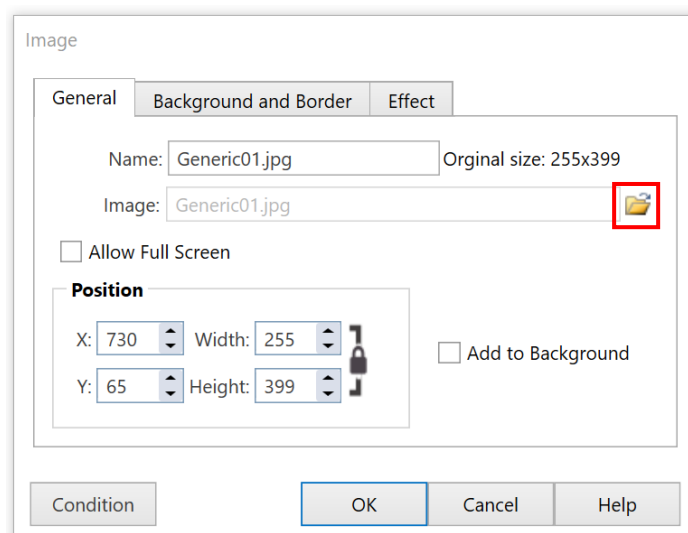 Image
General Background and Border Effect
Name: Generic01.jpg Orginal size: 255x399
Image: Generic01.jpg
Allow Full Screen
Position
X: 730 Width: 255
Add to Background
Y: 65 Height: 399
Condition OK Cancel Help